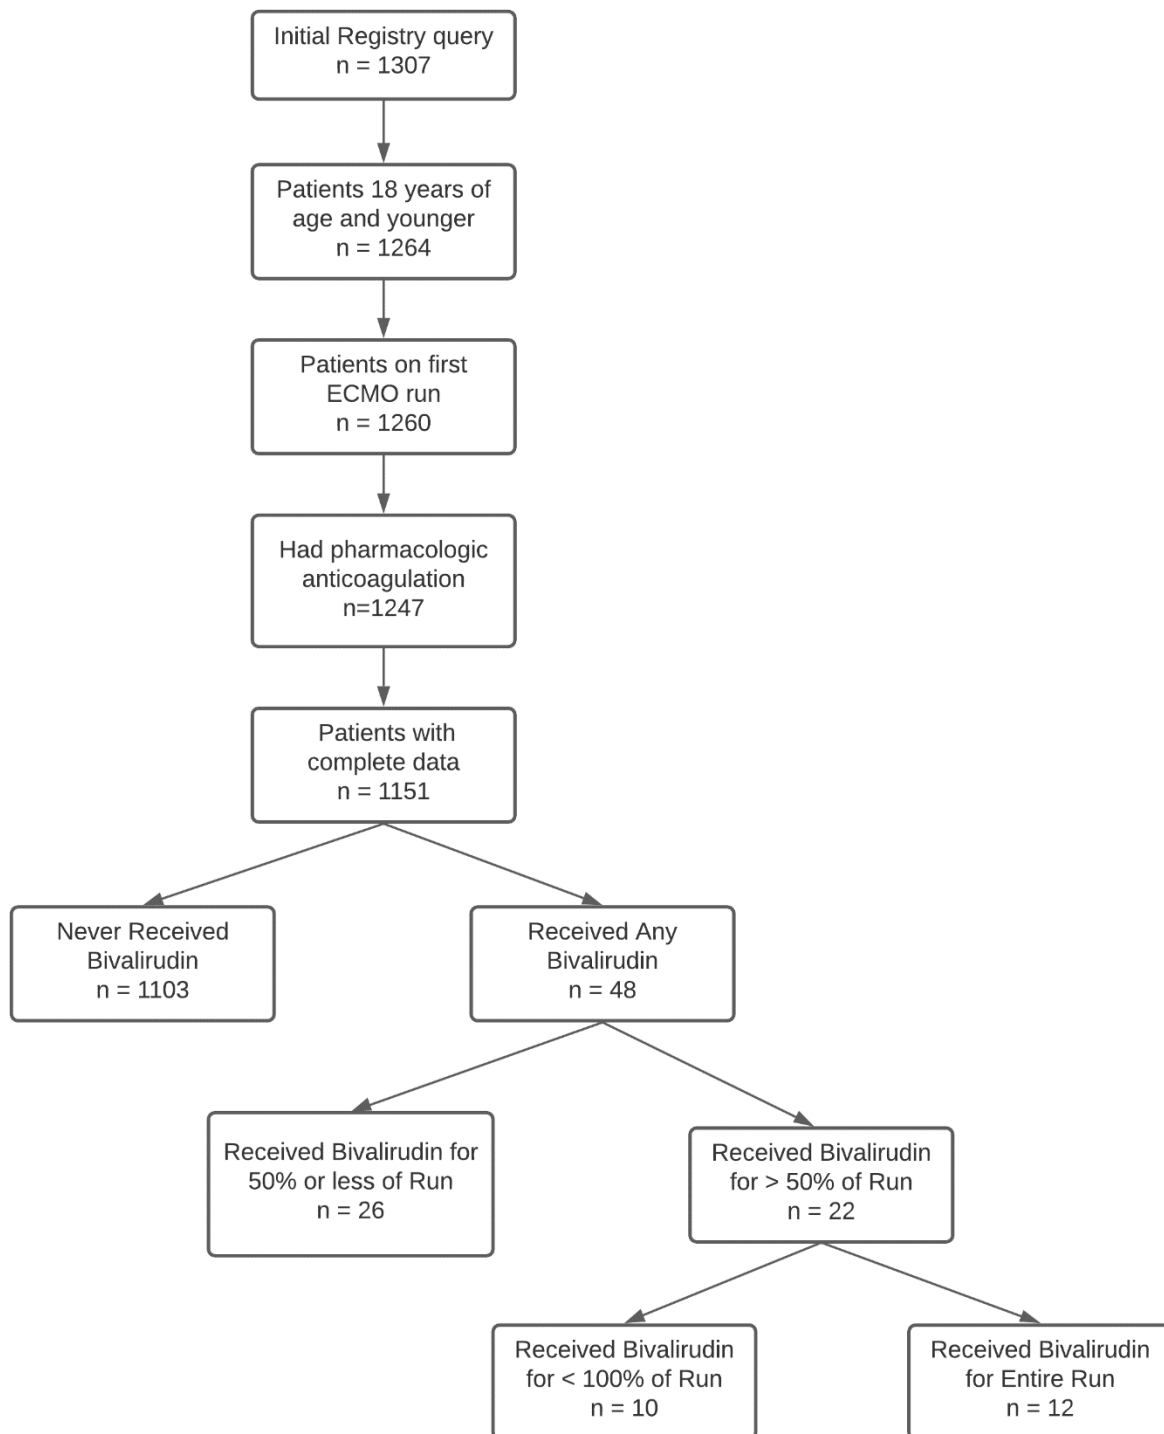 Initial Registry query
n = 1307
Patients 18 years of
age and younger
n = 1264
Patients on first
ECMO run
n = 1260
Had pharmacologic
anticoagulation
n=1247
Patients with
complete data
n = 1151
Never Received
Bivalirudin
n = 1103
Received Any
Bivalirudin
n = 48
Received Bivalirudin for
50% or less of Run
n = 26
Received Bivalirudin
for > 50% of Run
n = 22
Received Bivalirudin
for < 100% of Run
n = 10
Received Bivalirudin
for Entire Run
n = 12